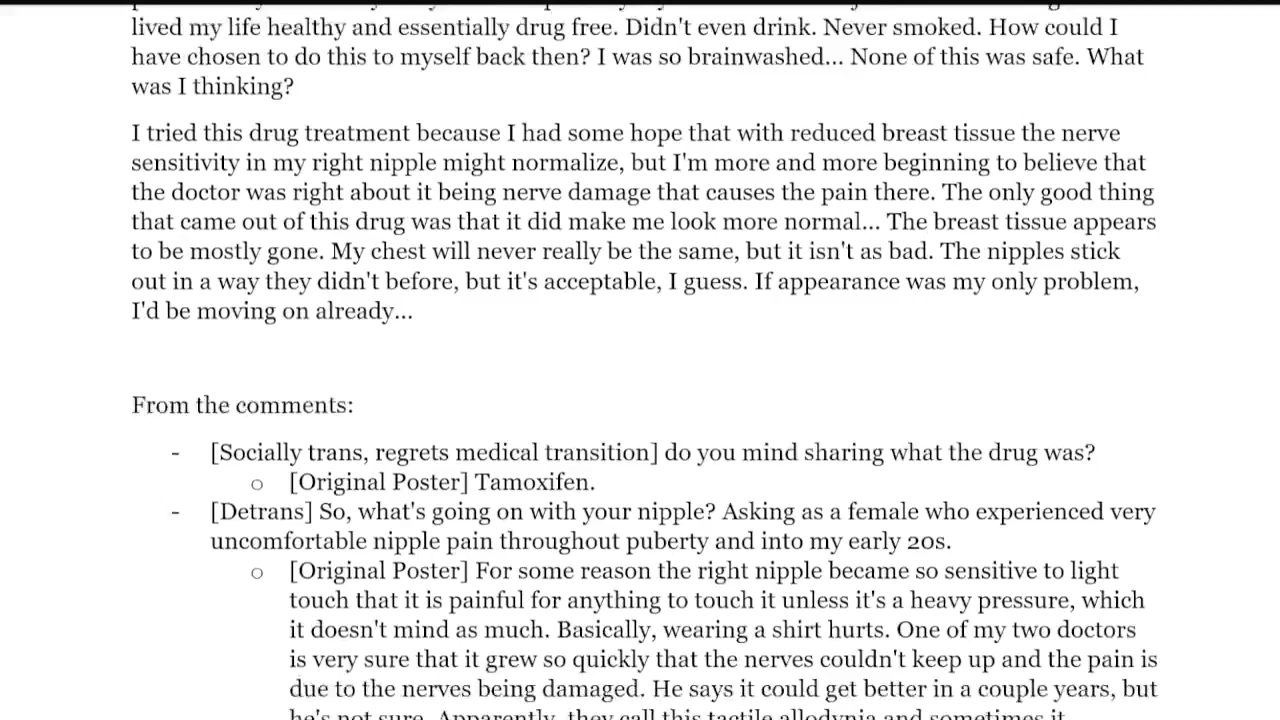 lived my life healthy and essentially drug free. Didn't even drink. Never smoked. How could I
have chosen to do this to myself back then? I was so brainwashed... None of this was safe. What
was I thinking?
I tried this drug treatment because I had some hope that with reduced breast tissue the nerve
sensitivity in my right nipple might normalize, but I'm more and more beginning to believe that
the doctor was right about it being nerve damage that causes the pain there. The only good thing
that came out of this drug was that it did make me look more normal... The breast tissue appears
to be mostly gone. My chest will never really be the same, but it isn't as bad. The nipples stick
out in a way they didn't before, but it's acceptable, I guess. If appearance was my only problem,
I'd be moving on already...
From the comments:
- [Socially trans, regrets medical transition] do you mind sharing what the drug was?
o [Original Poster] Tamoxifen.
- [Detrans] So, what's going on with your nipple? Asking as a female who experienced very
uncomfortable nipple pain throughout puberty and into my early 20s.
o [Original Poster] For some reason the right nipple became so sensitive to light
touch that it is painful for anything to touch it unless it's a heavy pressure, which
it doesn't mind as much. Basically, wearing a shirt hurts. One of my two doctors
is very sure that it grew so quickly that the nerves couldn't keep up and the pain is
due to the nerves being damaged. He says it could get better in a couple years, but
he's not sure. Apparently, they call this tactile allodynia and sometimes it